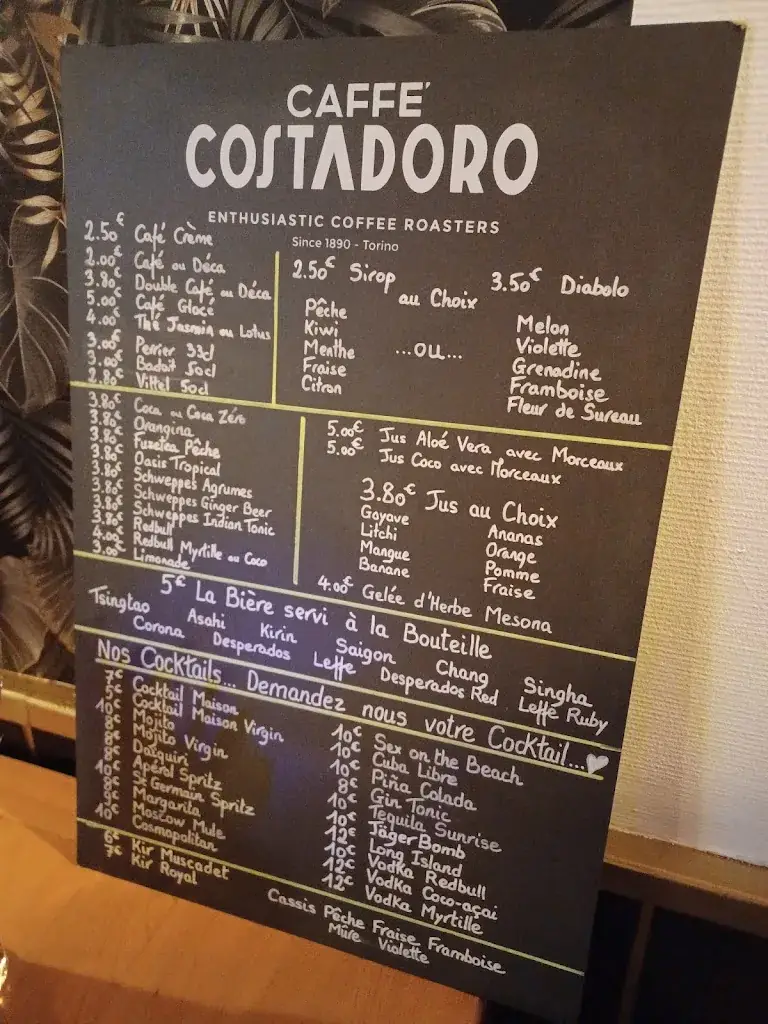 CAFFE'
COSTADORO
ENTHUSIASTIC COFFEE ROASTERS
Since 1890 - Torino
2.50€ Café Crème
2.00€ Café ou Déca
3.80€ Double Café ou Déca
5.00€ Café Glacé
4.00€ Thé Jasmin ou Lotus
3.00€ Perrier 33cl
3.00€ Badoit 50cl
2.80€ Vittel 50cl
2.50€ Sirop
au Choix
3.50€ Diabolo
Pêche
Kiwi
Menthe
Fraise
Citron
...ou...
Melon
Violette
Grenadine
Framboise
Fleur de Sureau
3.80€ Coca ou Coca Zéro
3.80€ Orangina
3.80€ Fuzetea Pêche
3.80€ Oasis Tropical
3.80€ Schweppes Agrumes
3.80€ Schweppes Ginger Beer
3.80€ Schweppes Indian Tonic
3.80€ Redbull
4.00€ Redbull Myrtille ou Coco
3.00€ Limonade
5.00€ Jus Aloé Vera avec Morceaux
5.00€ Jus Coco avec Morceaux
3.80€ Jus au Choix
Goyave
Litchi
Mangue
Banane
Ananas
Orange
Pomme
Fraise
4.00€ Gelée d'Herbe Mesona
5€ La Bière servi à la Bouteille
Tsingtao Asahi Kirin Saigon Chang Singha
Corona Desperados Leffe Desperados Red Leffe Ruby
Nos Cocktails... Demandez nous votre Cocktail...
7€ Cocktail Maison
5€ Cocktail Maison Virgin
10€ Mojito
8€ Mojito Virgin
8€ Daïquiri
8€ Apérol Spritz
10€ St Germain Spritz
8€ Margarita
9€ Moscow Mule
10€ Cosmopolitan
10€ Sex on the Beach
10€ Cuba Libre
10€ Piña Colada
8€ Gin Tonic
10€ Tequila Sunrise
10€ JägerBomb
12€ Long Island
10€ Vodka Redbull
12€ Vodka Coco-açai
12€ Vodka Myrtille
6€ Kir Muscadet
7€ Kir Royal
Cassis Pêche Fraise Framboise
Mûre Violette